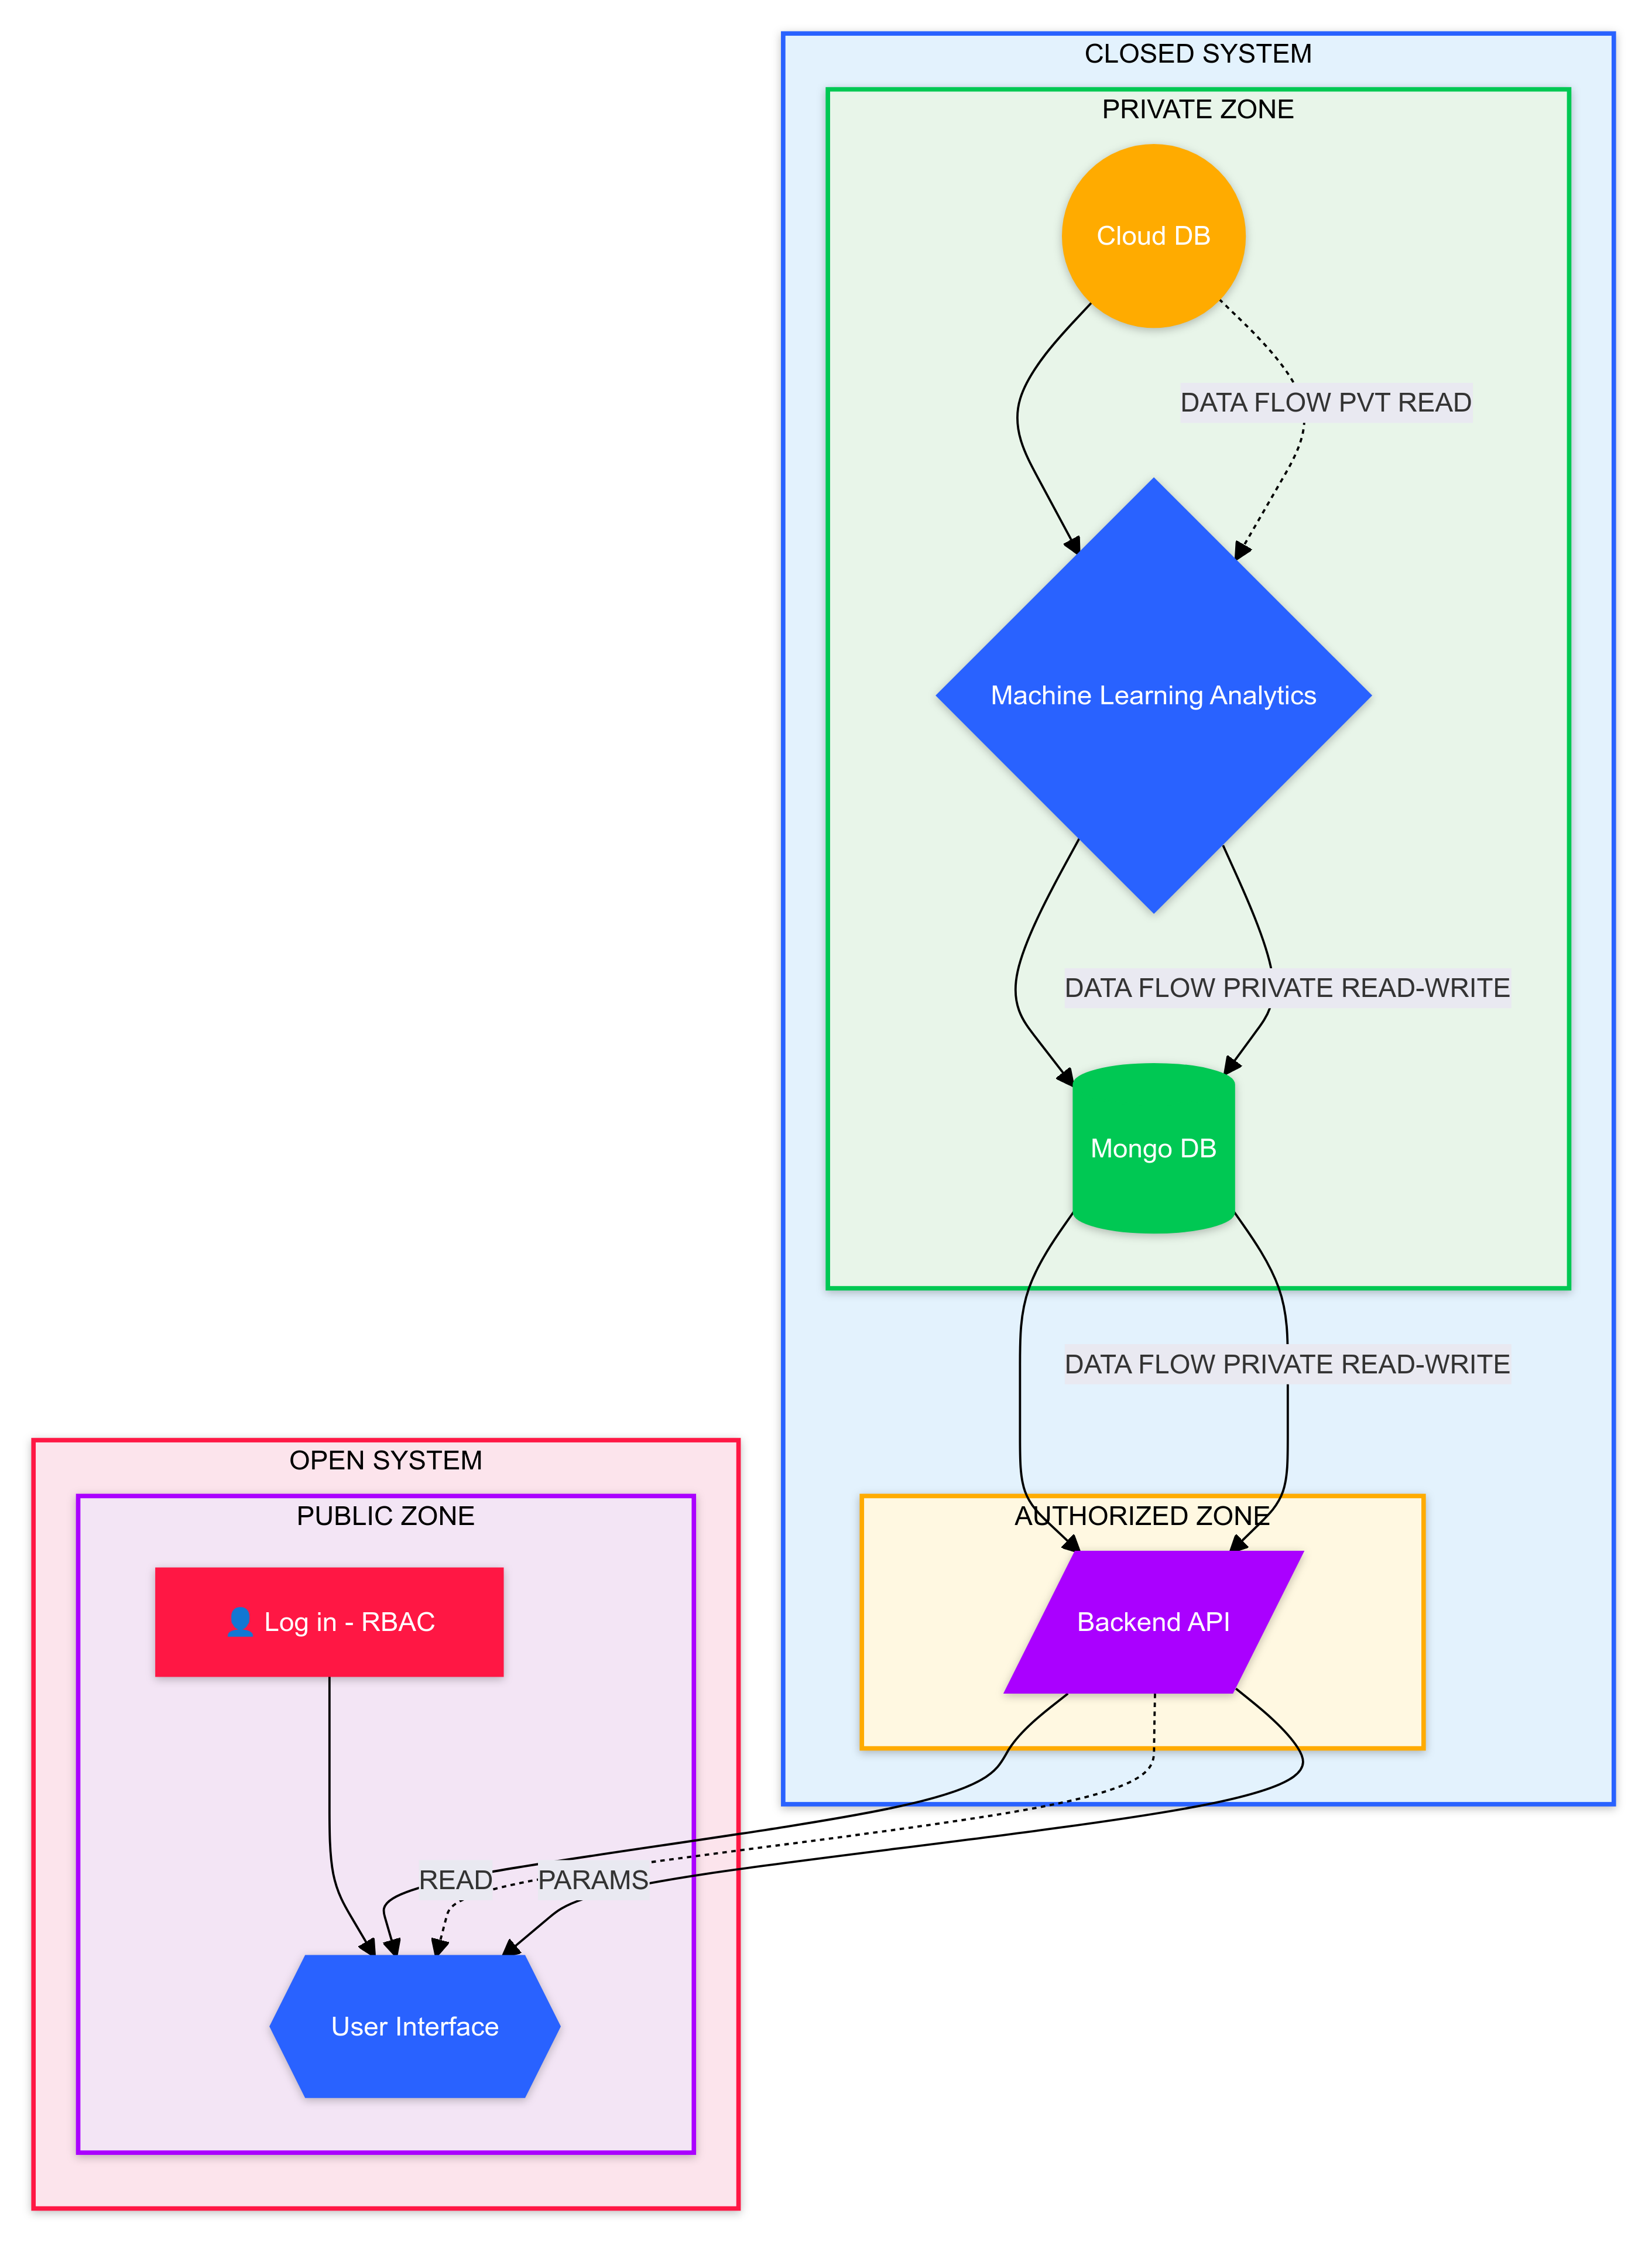 CLOSED SYSTEM
PRIVATE ZONE
Cloud DB
DATA FLOW PVT READ
Machine Learning Analytics
DATA FLOW PRIVATE READ-WRITE
Mongo DB
DATA FLOW PRIVATE READ-WRITE
OPEN SYSTEM
PUBLIC ZONE
AUTHORIZED ZONE
👤 Log in - RBAC
Backend API
READ
PARAMS
User Interface